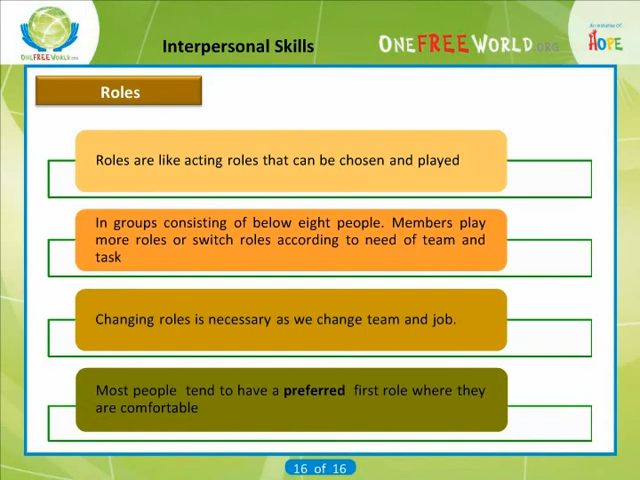 Interpersonal Skills
ONEFREEWORLD.ORG
An initiative Of
HOPE
ONEFREEWORLD.ORG
Roles
Roles are like acting roles that can be chosen and played
In groups consisting of below eight people. Members play
more roles or switch roles according to need of team and
task
Changing roles is necessary as we change team and job.
Most people tend to have a preferred first role where they
are comfortable
16 of 16